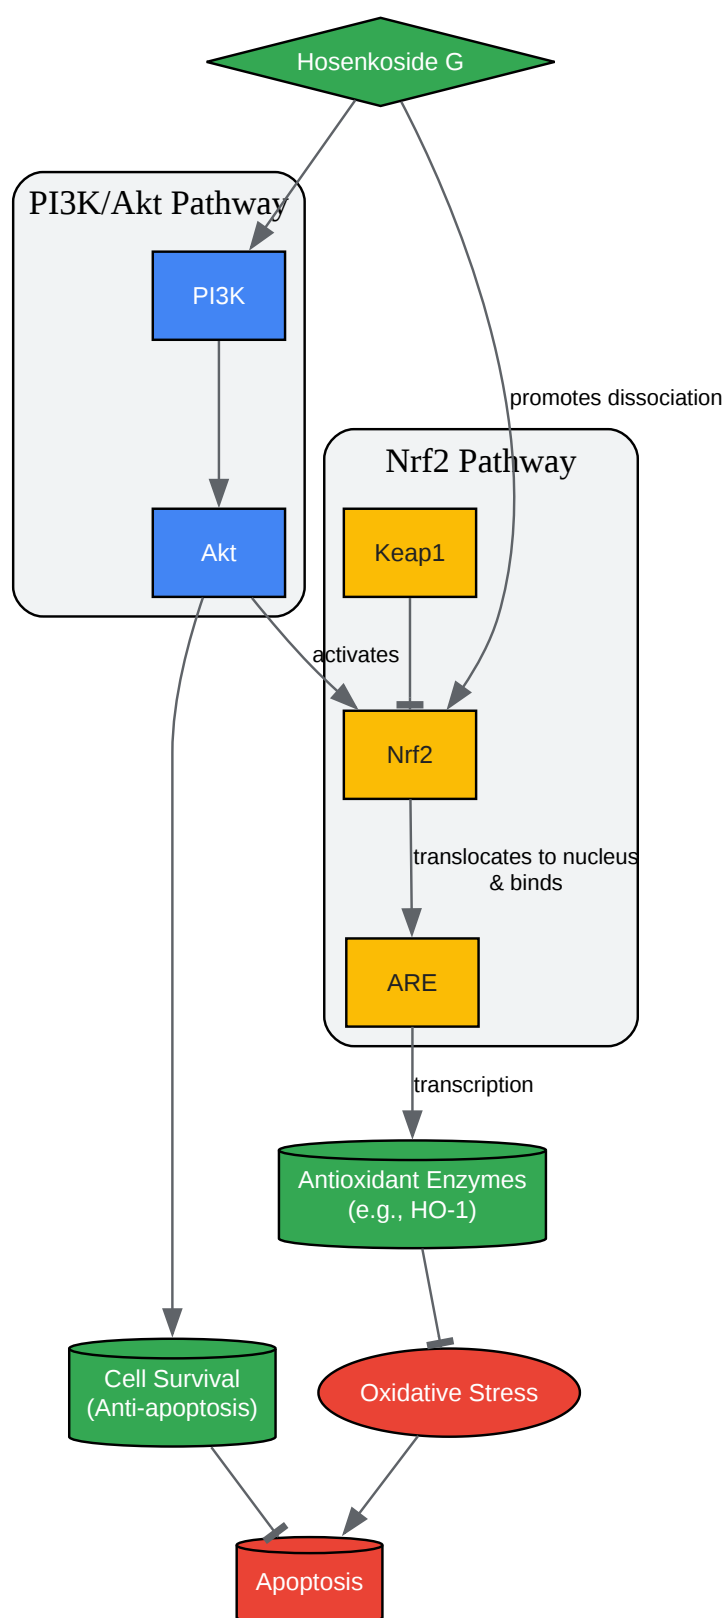 Hosenkoside G
PI3K/Akt Pathway
PI3K
promotes dissociation
Nrf2 Pathway
Akt
Keap1
activates
Nrf2
translocates to nucleus
& binds
ARE
transcription
Antioxidant Enzymes
(e.g., HO-1)
Cell Survival
(Anti-apoptosis)
Oxidative Stress
Apoptosis